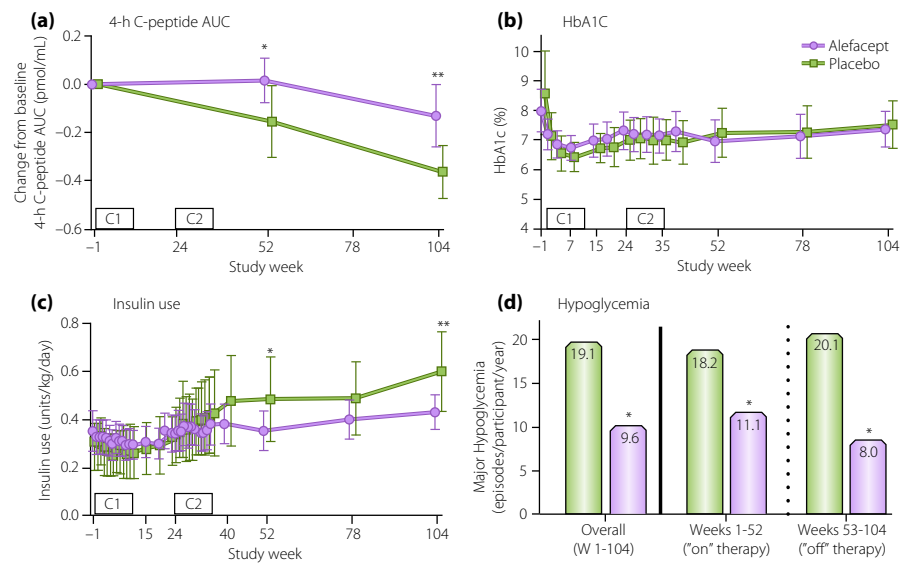 (a) 4-h C-peptide AUC
Change from baseline
4-h C-peptide AUC (pmol/mL)
0.2
0.0
−0.2
−0.4
−0.6
*
**
C1 C2
−1 24 52 78 104
Study week
(b) HbA1C
HbA1c (%)
10
9
8
7
6
5
4
Alefacept
Placebo
C1 C2
−1 7 15 24 35 52 78 104
Study week
(c) Insulin use
Insulin use (units/kg/day)
0.8
0.6
0.4
0.2
0.0
*
**
C1 C2
−1 15 24 40 52 78 104
Study week
(d) Hypoglycemia
Major Hypoglycemia
(episodes/participant/year)
20
15
10
5
0
19.1 * 9.6
18.2 * 11.1
20.1 * 8.0
Overall
(W 1-104)
Weeks 1-52
("on" therapy)
Weeks 53-104
("off" therapy)